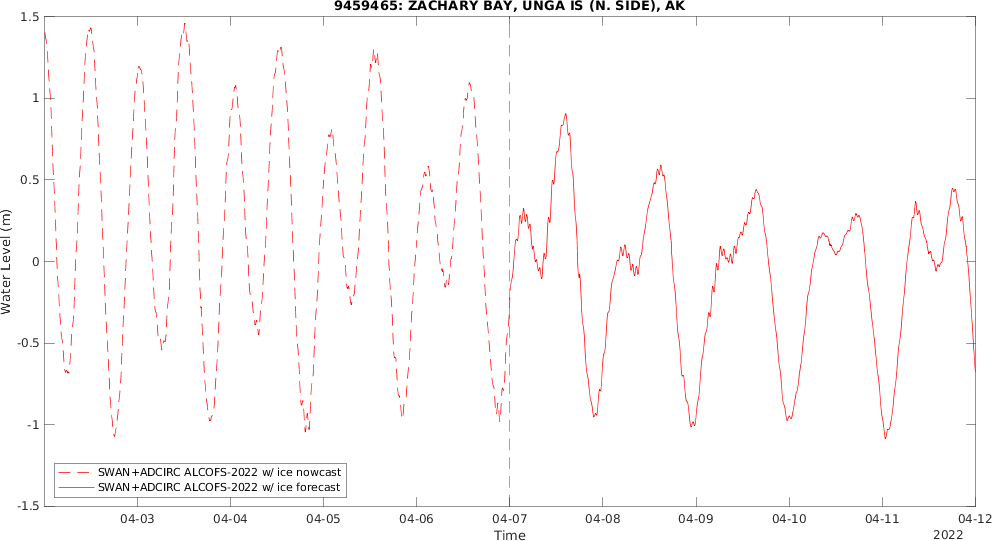 9459465: ZACHARY BAY, UNGA IS (N. SIDE), AK
1.5
1
0.5
0
-0.5
-1
-1.5
Water Level (m)
SWAN+ADCIRC ALCOFS-2022 w/ ice nowcast
SWAN+ADCIRC ALCOFS-2022 w/ ice forecast
04-03 04-04 04-05 04-06 04-07 04-08 04-09 04-10 04-11 04-12
Time
2022